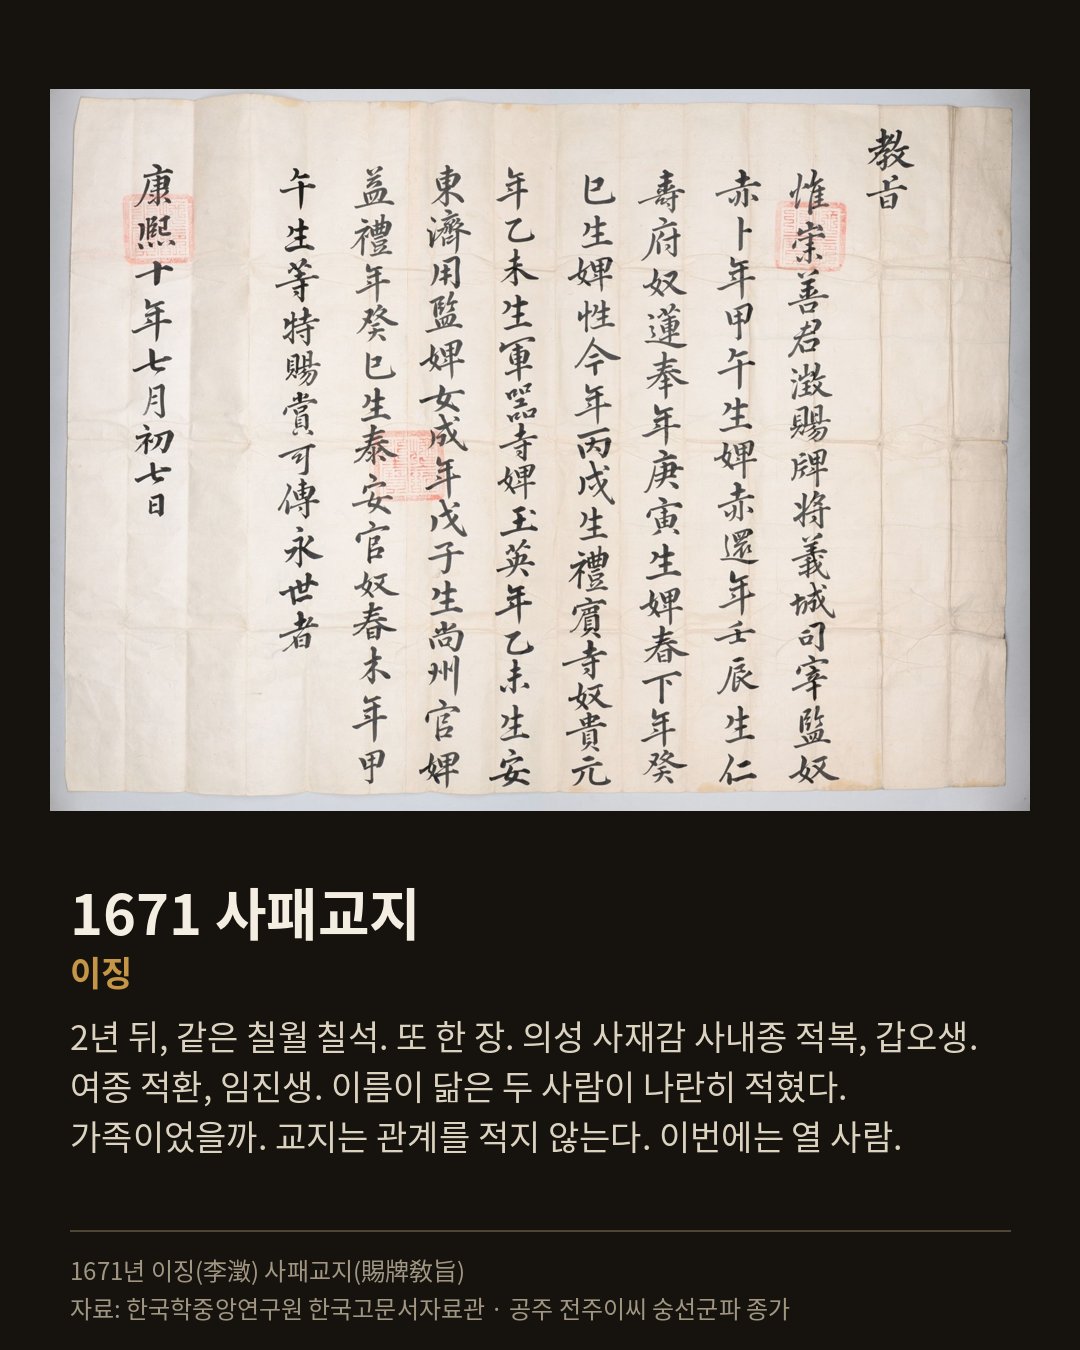 教旨
惟崇善君澂賜牌將義城司宰監奴
赤卜年甲午生婢赤還年壬辰生仁
壽府奴蓮奉年庚寅生婢春下年癸
巳生婢性今年丙戌生禮賓寺奴貴元
年乙未生軍器寺婢玉英年乙未生安
東濟用監婢女成年戊子生尚州官婢
益禮年癸巳生泰安官奴春木年甲
午生等特賜賞可傳永世者
康熙十年七月初七日
1671 사패교지
이징
2년 뒤, 같은 칠월 칠석. 또 한 장. 의성 사재감 사내종 적복, 갑오생.
여종 적환, 임진생. 이름이 닮은 두 사람이 나란히 적혔다.
가족이었을까. 교지는 관계를 적지 않는다. 이번에는 열 사람.
1671년 이징(李澂) 사패교지(賜牌敎旨)
자료: 한국학중앙연구원 한국고문서자료관 · 공주 전주이씨 숭선군파 종가